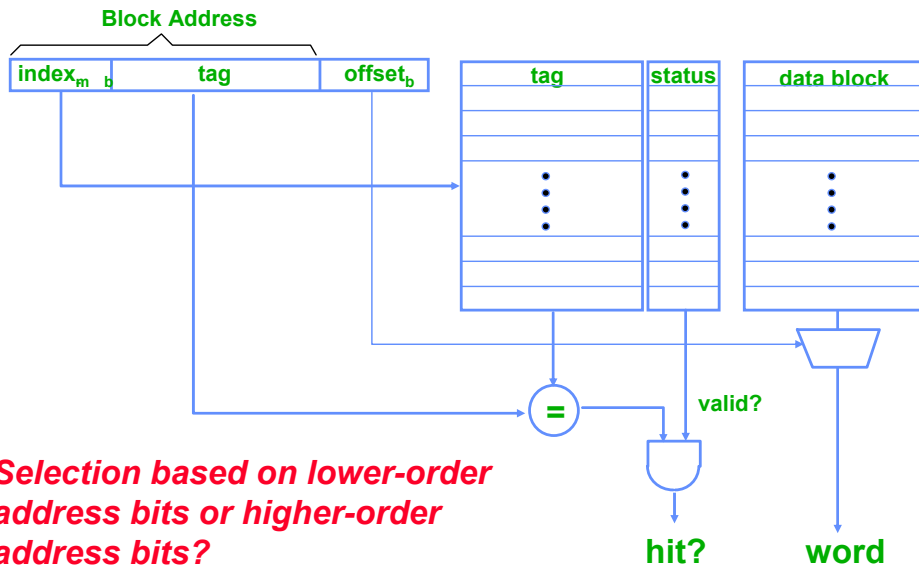 Block Address
index m-b
tag
offset b
tag
status
data block
=
valid?
Selection based on lower-order
address bits or higher-order
address bits?
hit?
word